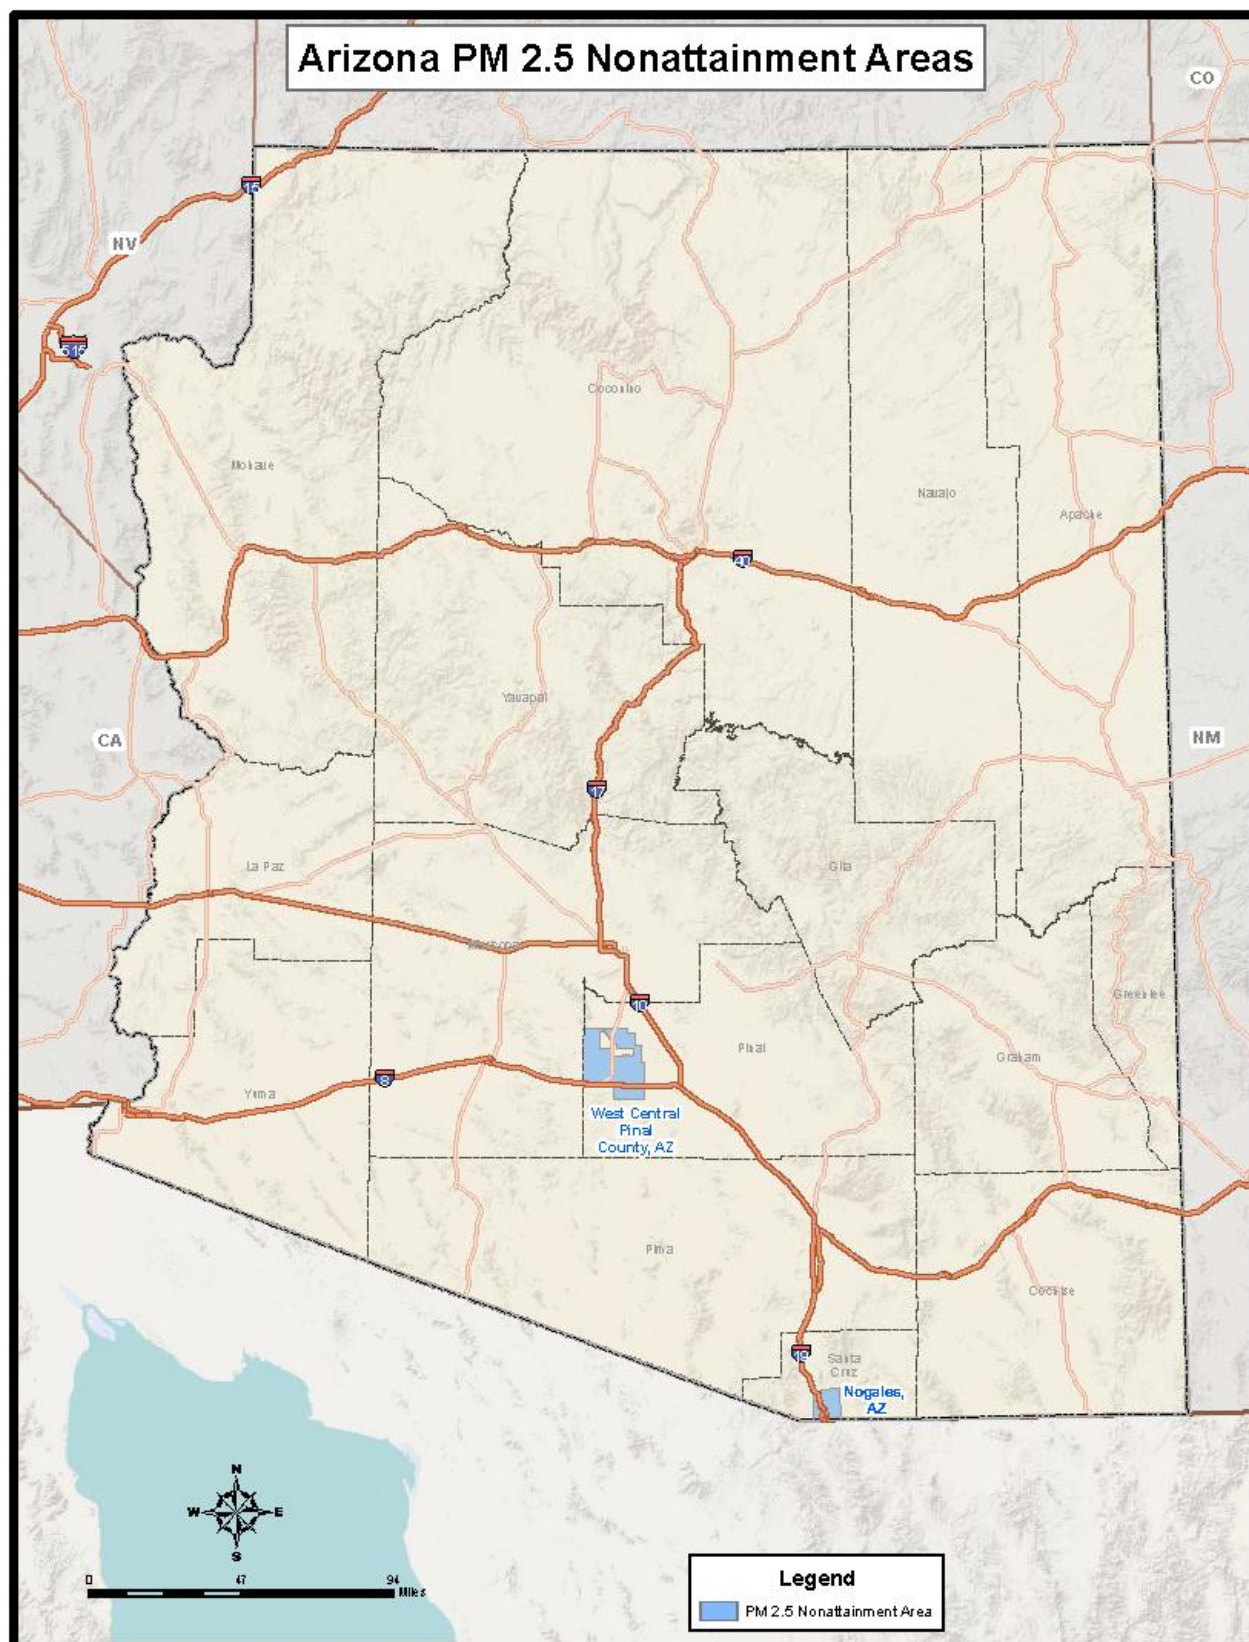 Arizona PM 2.5 Nonattainment Areas
CO
15
NV
515
Coconino
Mohave
Navajo
Apache
40
Yavapai
CA
NM
17
La Paz
Gila
Maricopa
Greenlee
10
Pinal
Graham
8
Yuma
West Central
Pinal
County, AZ
Pima
Cochise
19
Santa
Cruz
Nogales,
AZ
N
W
E
S
0
47
94
Miles
Legend
PM 2.5 Nonattainment Area